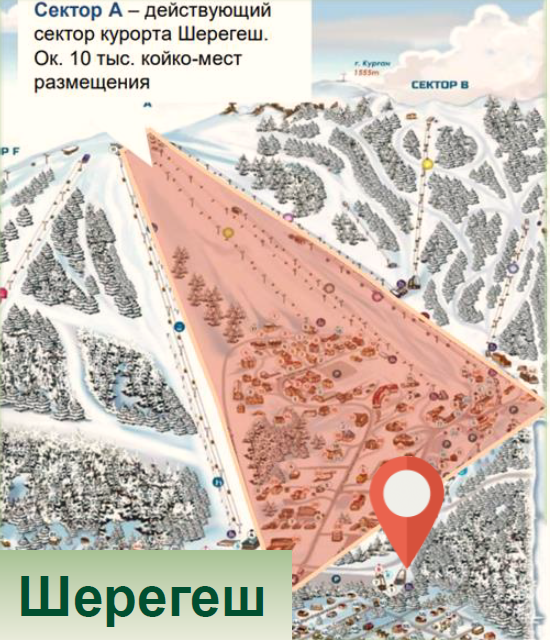 Сектор А – действующий
сектор курорта Шерегеш.
Ок. 10 тыс. койко-мест
размещения
г. Курган
1555m
СЕКТОР B
А
Р F
Шерегеш